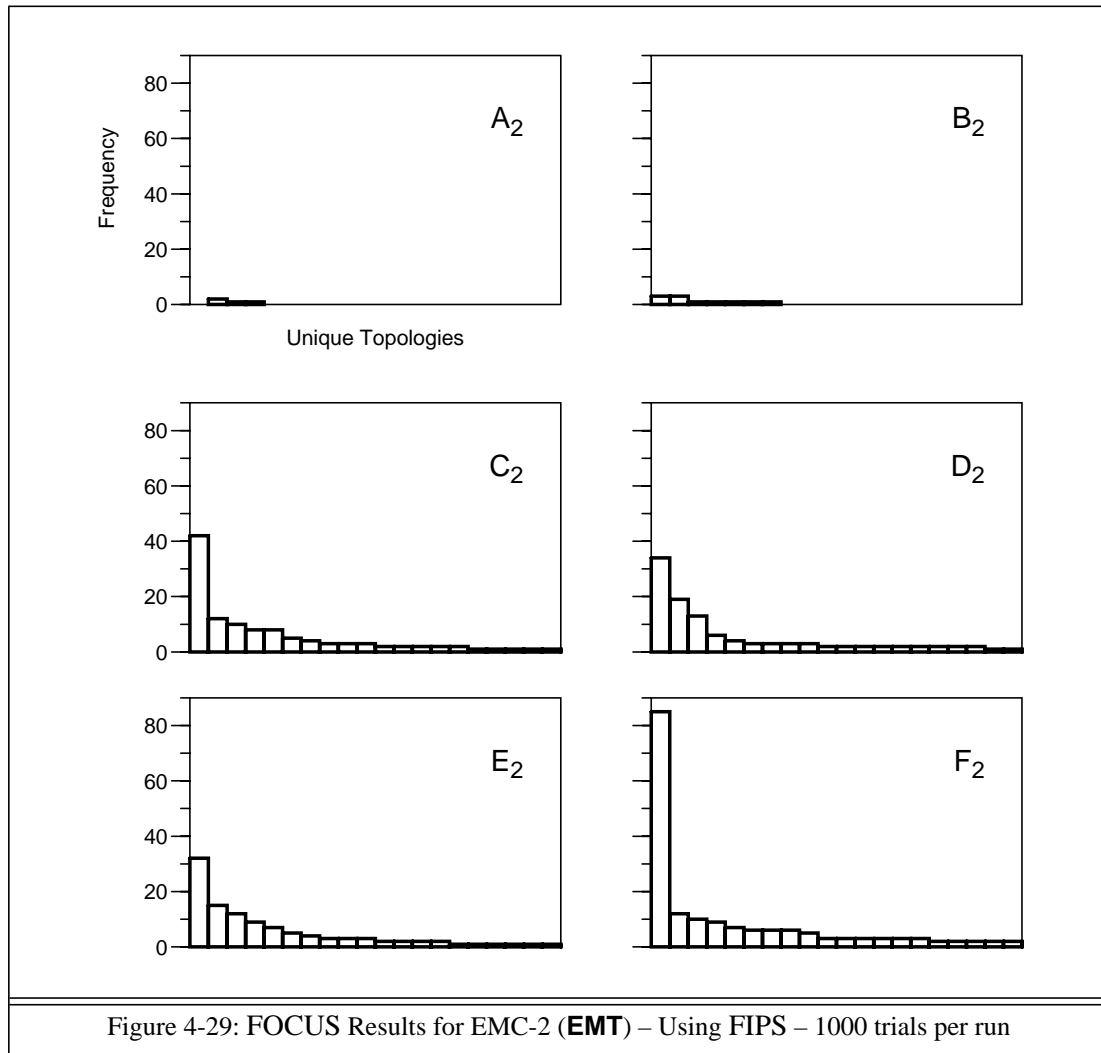 80
60
40
20
0
Frequency
A2
Unique Topologies
B2
80
60
40
20
0
C2
D2
80
60
40
20
0
E2
F2
Figure 4-29: FOCUS Results for EMC-2 (EMT) – Using FIPS – 1000 trials per run